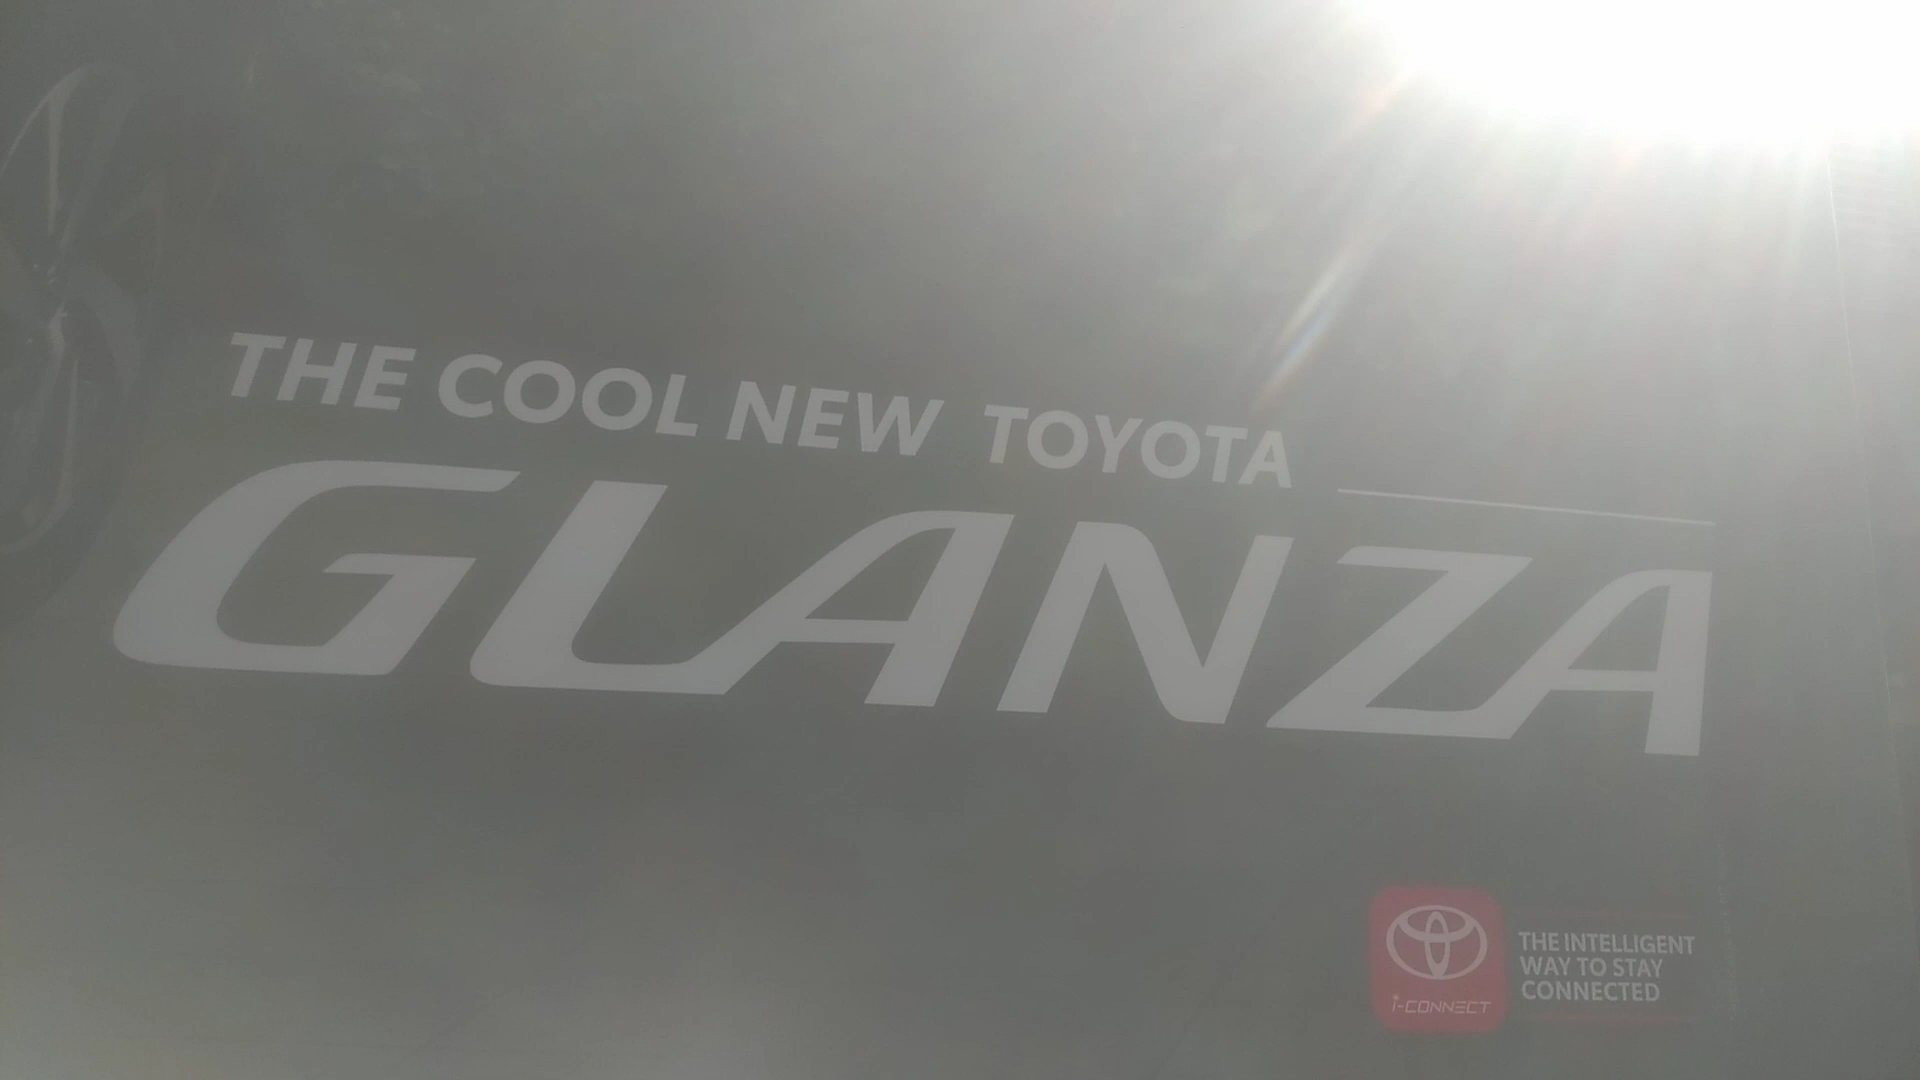 THE COOL NEW TOYOTA
GLANZA
i-CONNECT
THE INTELLIGENT
WAY TO STAY
CONNECTED